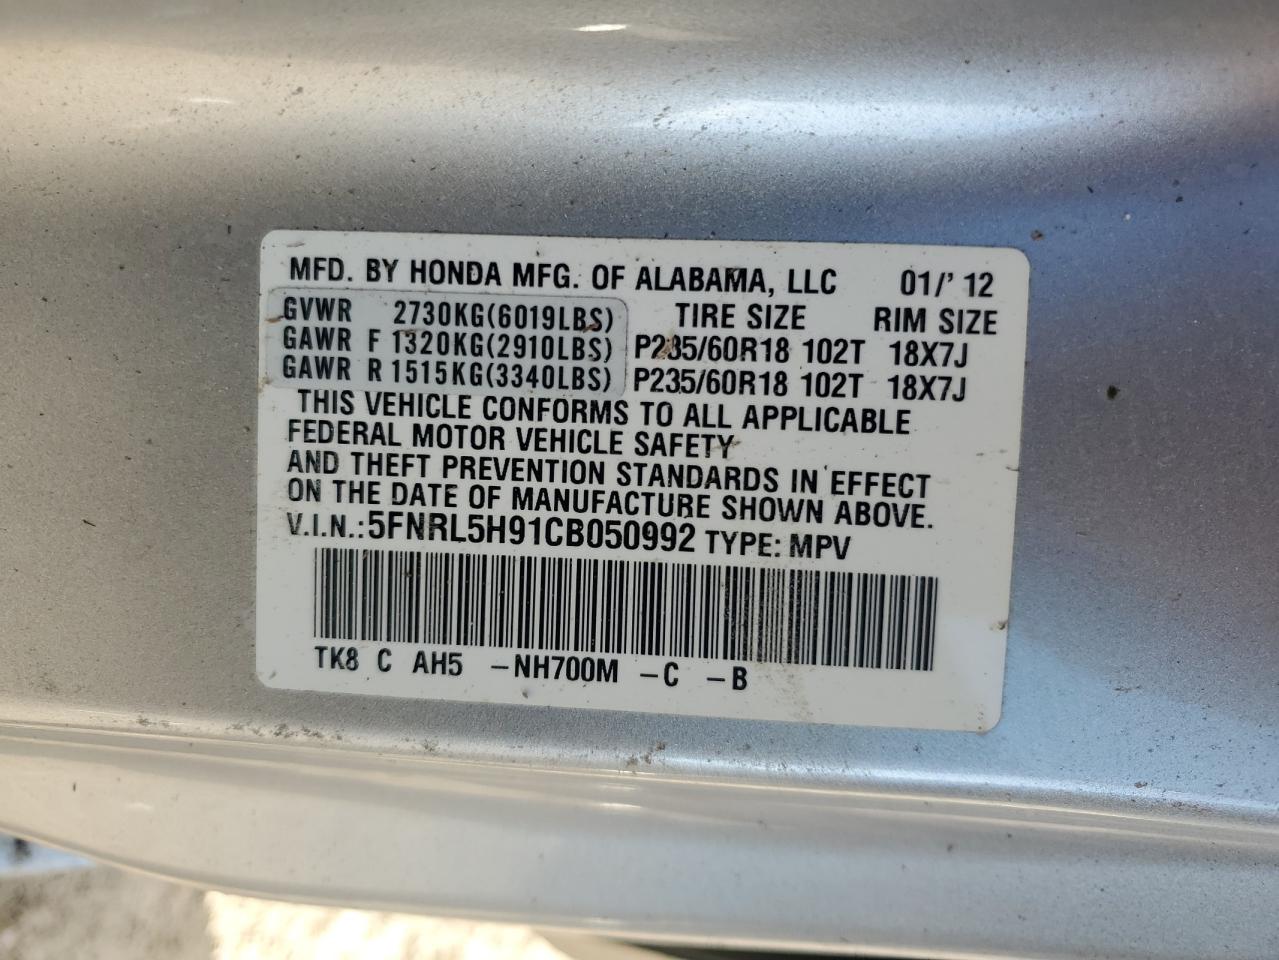 MFD. BY HONDA MFG. OF ALABAMA, LLC 01/'12
GVWR 2730KG(6019LBS) TIRE SIZE RIM SIZE
GAWR F 1320KG(2910LBS) P235/60R18 102T 18X7J
GAWR R 1515KG(3340LBS) P235/60R18 102T 18X7J
THIS VEHICLE CONFORMS TO ALL APPLICABLE
FEDERAL MOTOR VEHICLE SAFETY
AND THEFT PREVENTION STANDARDS IN EFFECT
ON THE DATE OF MANUFACTURE SHOWN ABOVE.
V.I.N.: 5FNRL5H91CB050992 TYPE: MPV
TK8 C AH5 -NH700M -C -B